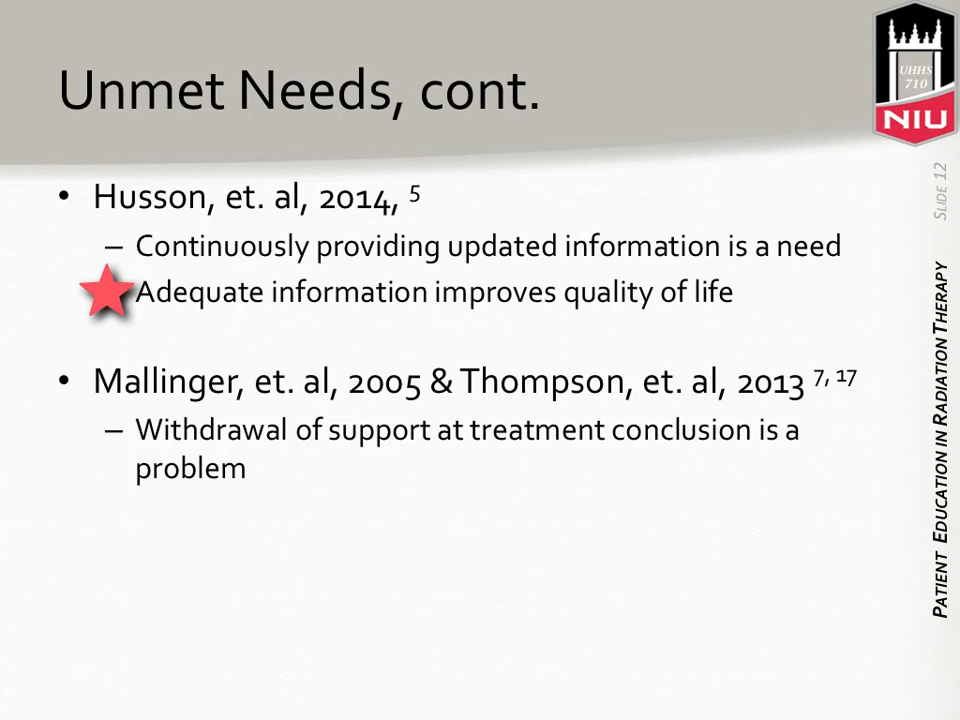 Unmet Needs, cont.
UHHS
710
NIU
SLIDE 12
• Husson, et. al, 2014, 5
– Continuously providing updated information is a need
Adequate information improves quality of life
• Mallinger, et. al, 2005 & Thompson, et. al, 2013 7, 17
– Withdrawal of support at treatment conclusion is a
problem
PATIENT EDUCATION IN RADIATION THERAPY